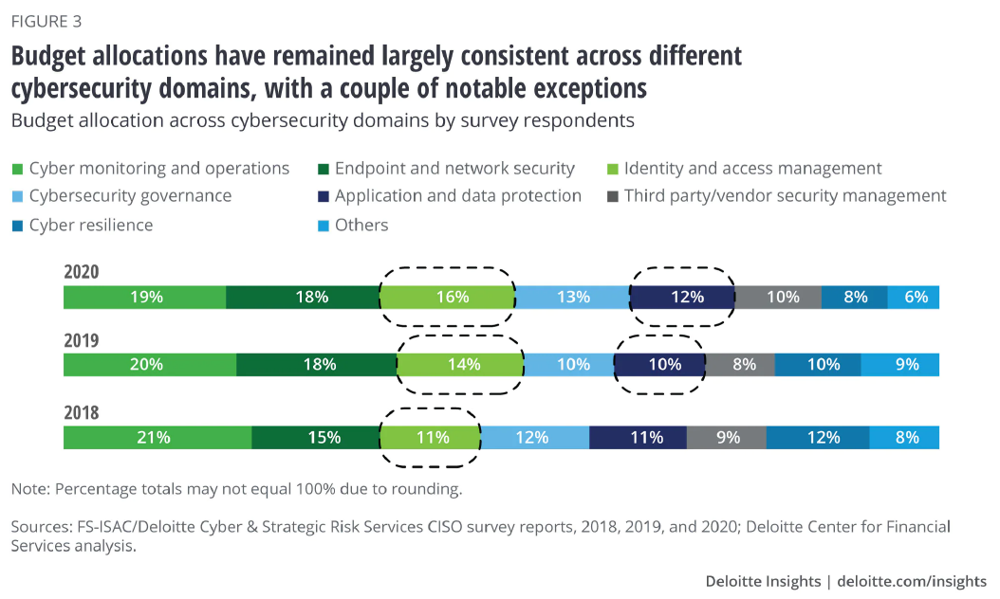 FIGURE 3
Budget allocations have remained largely consistent across different
cybersecurity domains, with a couple of notable exceptions
Budget allocation across cybersecurity domains by survey respondents
Cyber monitoring and operations Endpoint and network security Identity and access management
Cybersecurity governance Application and data protection Third party/vendor security management
Cyber resilience Others
2020
19% 18% 16% 13% 12% 10% 8% 6%
2019
20% 18% 14% 10% 10% 8% 10% 9%
2018
21% 15% 11% 12% 11% 9% 12% 8%
Note: Percentage totals may not equal 100% due to rounding.
Sources: FS-ISAC/Deloitte Cyber & Strategic Risk Services CISO survey reports, 2018, 2019, and 2020; Deloitte Center for Financial
Services analysis.
Deloitte Insights | deloitte.com/insights